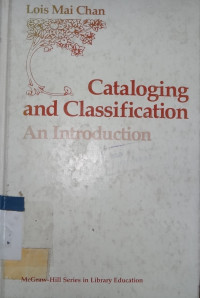 Lois Mai Chan
Cataloging
and Classification
An Introduction
McGraw-Hill Series in Library Education